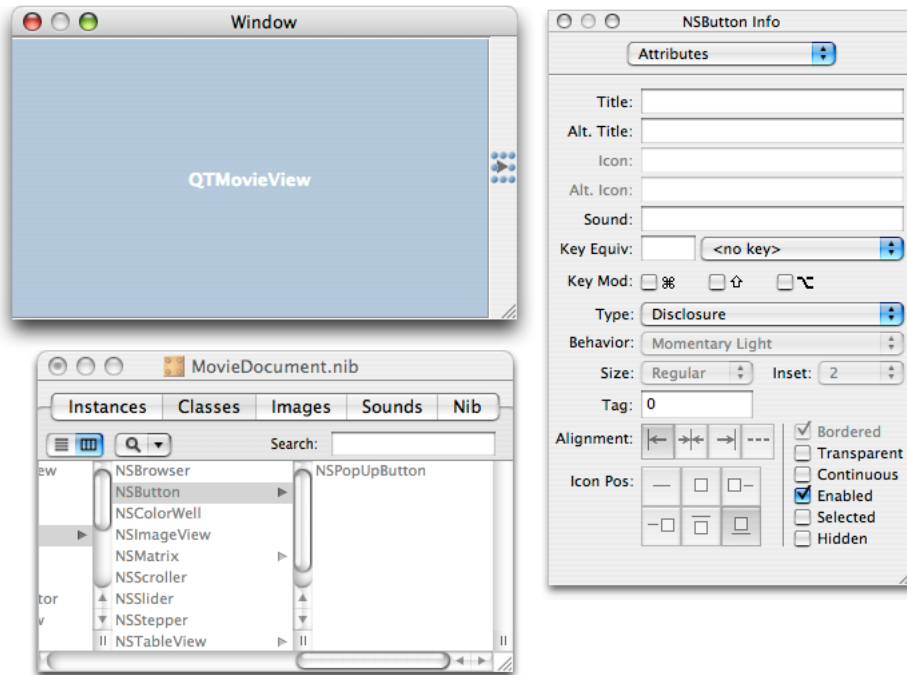 Window
QTMovieView
NSButton Info
Attributes
Title:
Alt. Title:
Icon:
Alt. Icon:
Sound:
Key Equiv: <no key>
Key Mod: ⌘ ⇧ ⌥
Type: Disclosure
Behavior: Momentary Light
Size: Regular Inset: 2
Tag: 0
Alignment:
Bordered
Transparent
Icon Pos:
Continuous
Enabled
Selected
Hidden
MovieDocument.nib
Instances Classes Images Sounds Nib
Search:
ew NSBrowser NSPopUpButton
NSButton
NSColorWell
NSImageView
NSMatrix
NSScroller
tor NSSlider
NSStepper
NSTableView